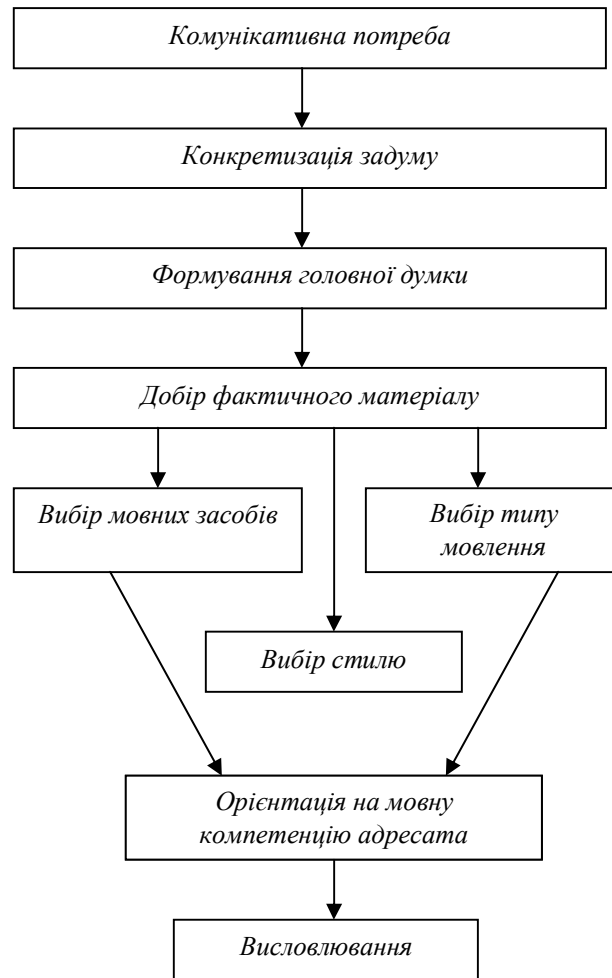 Комунікативна потреба
Конкретизація задуму
Формування головної думки
Добір фактичного матеріалу
Вибір мовних засобів
Вибір типу
мовлення
Вибір стилю
Орієнтація на мовну
компетенцію адресата
Висловлювання